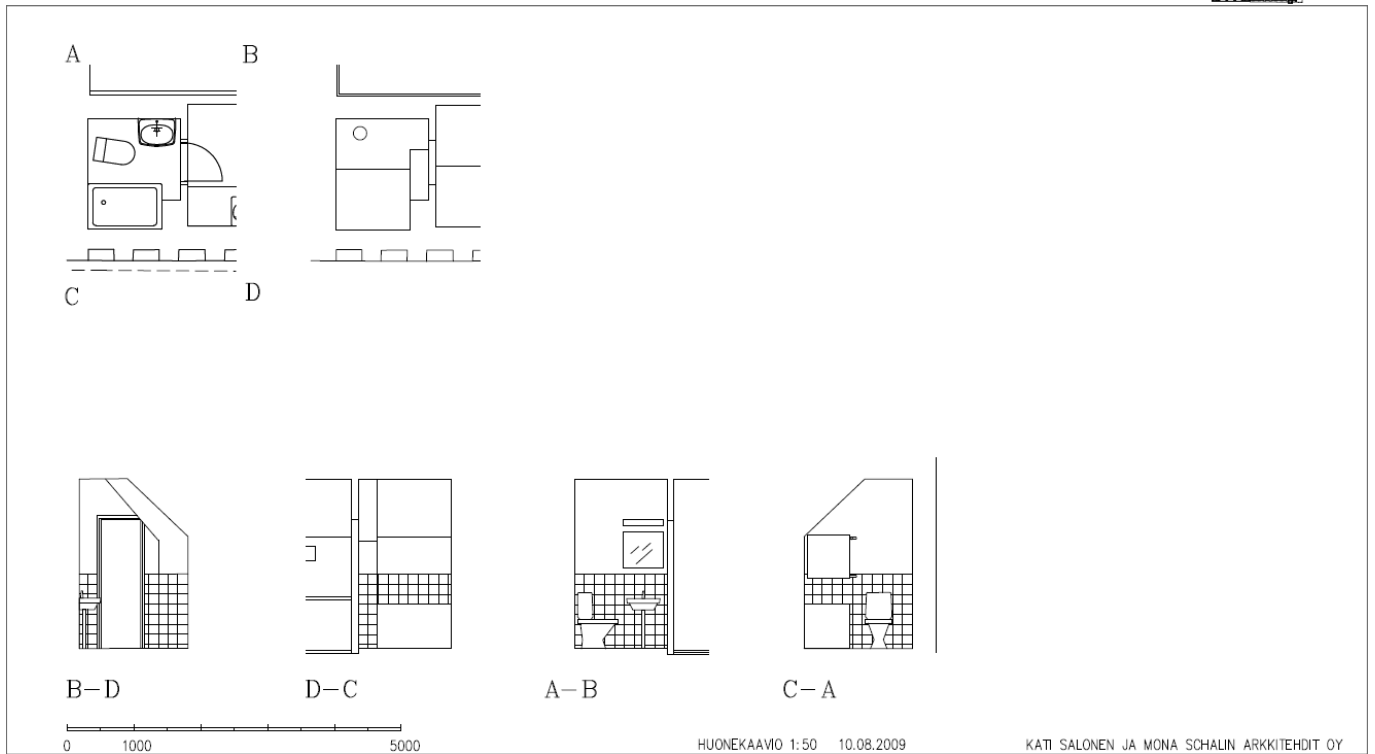 A B
C D
B-D D-C A-B C-A
0 1000 5000
HUONEKAAVIO 1:50 10.08.2009 KATI SALONEN JA MONA SCHALIN ARKKITEHDIT OY